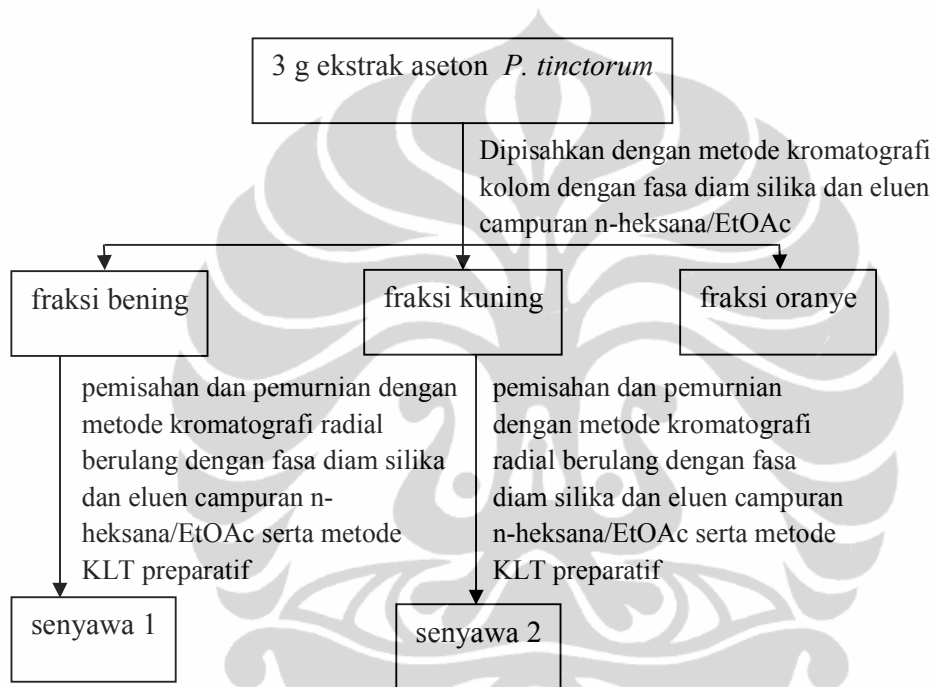 3 g ekstrak aseton P. tinctorum
Dipisahkan dengan metode kromatografi
kolom dengan fasa diam silika dan eluen
campuran n-heksana/EtOAc
fraksi bening
fraksi kuning
fraksi oranye
pemisahan dan pemurnian dengan
metode kromatografi radial
berulang dengan fasa diam silika
dan eluen campuran n-
heksana/EtOAc serta metode
KLT preparatif
pemisahan dan pemurnian
dengan metode kromatografi
radial berulang dengan fasa
diam silika dan eluen campuran
n-heksana/EtOAc serta metode
KLT preparatif
senyawa 1
senyawa 2